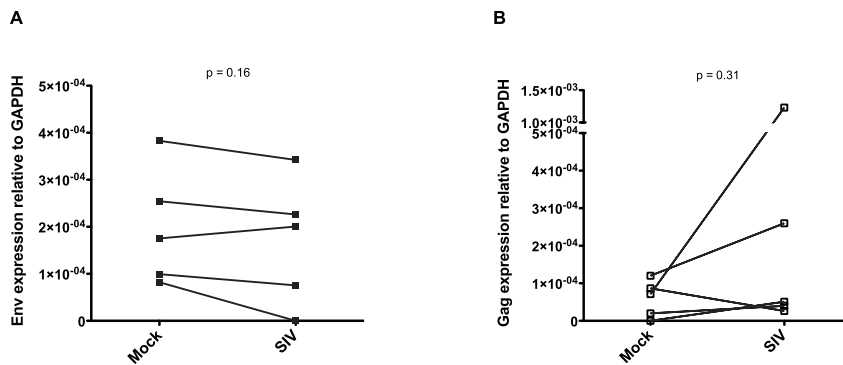 A
p = 0.16
Env expression relative to GAPDH
5×10⁻⁰⁴
4×10⁻⁰⁴
3×10⁻⁰⁴
2×10⁻⁰⁴
1×10⁻⁰⁴
0
Mock
SIV
B
p = 0.31
Gag expression relative to GAPDH
1.5×10⁻⁰³
1.0×10⁻⁰³
5×10⁻⁰⁴
4×10⁻⁰⁴
3×10⁻⁰⁴
2×10⁻⁰⁴
1×10⁻⁰⁴
0
Mock
SIV